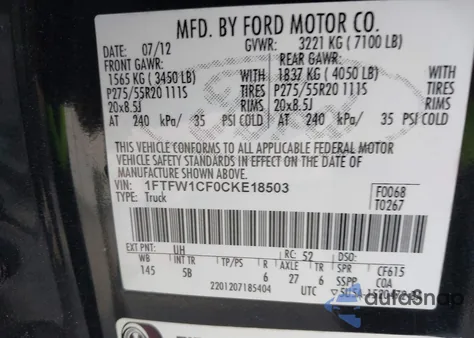 MFD. BY FORD MOTOR CO.
DATE: 07/12 GVWR: 3221 KG (7100 LB)
FRONT GAWR: REAR GAWR:
1565 KG (3450 LB) WITH 1837 KG (4050 LB) WITH
P275/55R20 111S TIRES P275/55R20 111S TIRES
20x8.5J RIMS 20x8.5J RIMS
AT 240 kPa/ 35 PSI COLD AT 240 kPa/ 35 PSI COLD
THIS VEHICLE CONFORMS TO ALL APPLICABLE FEDERAL MOTOR
VEHICLE SAFETY AND THEFT PREVENTION STANDARDS IN EFFECT ON THE DATE OF
MANUFACTURE SHOWN ABOVE.
VIN: 1FTFW1CF0CKE18503 F0068
TYPE: Truck T0267
EXT PNT: UH RC: 52 DSO:
WB INT TR TP/PS R AXLE TR SPR CF615
145 5B 6 27 6 SSPP COA
2201207185404 UTC
autoSnap